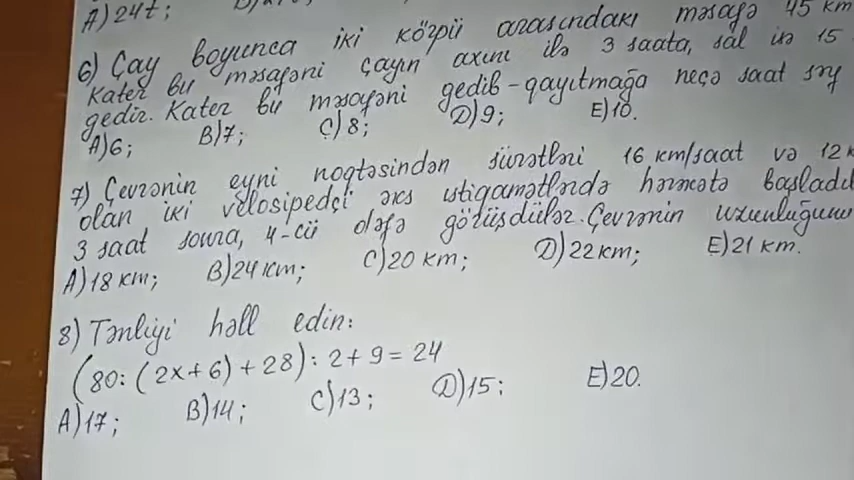 A) 24t;
6) Çay boyunca iki körpü arasındakı məsafə 45 km
Kater bu məsafəni çayın axını ilə 3 saata, sal isə 15
gedir. Kater bu məsafəni gedib-qayıtmağa neçə saat sərf
A) 6; B) 7; C) 8; D) 9; E) 10.
7) Çevrənin eyni nöqtəsindən sürətləri 16 km/saat və 12 k
olan iki velosipedçi əks istiqamətlərdə hərəkətə başladıl
3 saat sonra, 4-cü dəfə görüşdülər. Çevrənin uzunluğunu
A) 18 km; B) 24 km; C) 20 km; D) 22 km; E) 21 km.
8) Tənliyi həll edin:
(80:(2x+6)+28):2+9=24
A) 17; B) 14; C) 13; D) 15; E) 20.